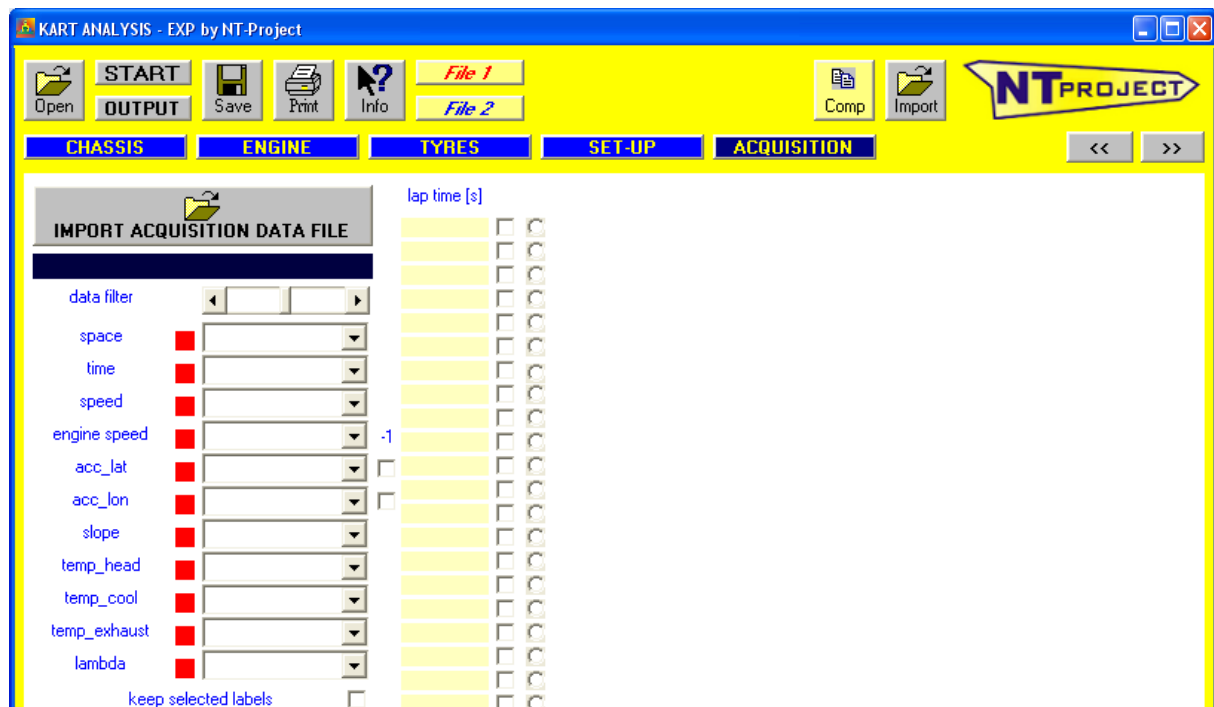 KART ANALYSIS - EXP by NT-Project
Open
START
OUTPUT
Save
Print
Info
File 1
File 2
Comp
Import
NTPROJECT
CHASSIS
ENGINE
TYRES
SET-UP
ACQUISITION
<<
>>
IMPORT ACQUISITION DATA FILE
lap time [s]
data filter
space
time
speed
engine speed
-1
acc_lat
acc_lon
slope
temp_head
temp_cool
temp_exhaust
lambda
keep selected labels